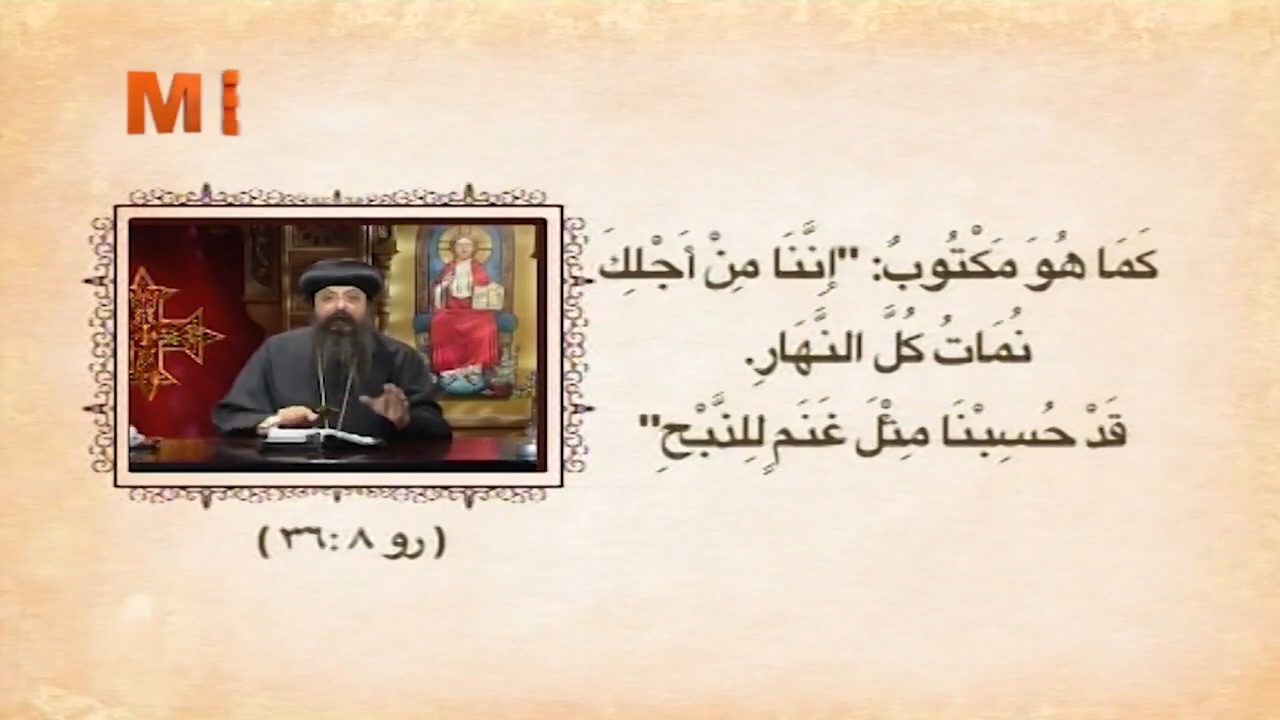 M E
كَمَا هُوَ مَكْتُوبٌ: "إِنَّنَا مِنْ أَجْلِكَ
نُمَاتُ كُلَّ النَّهَارِ.
قَدْ حُسِبْنَا مِثْلَ غَنَمٍ لِلذَّبْحِ"
(رو ٨:٣٦)